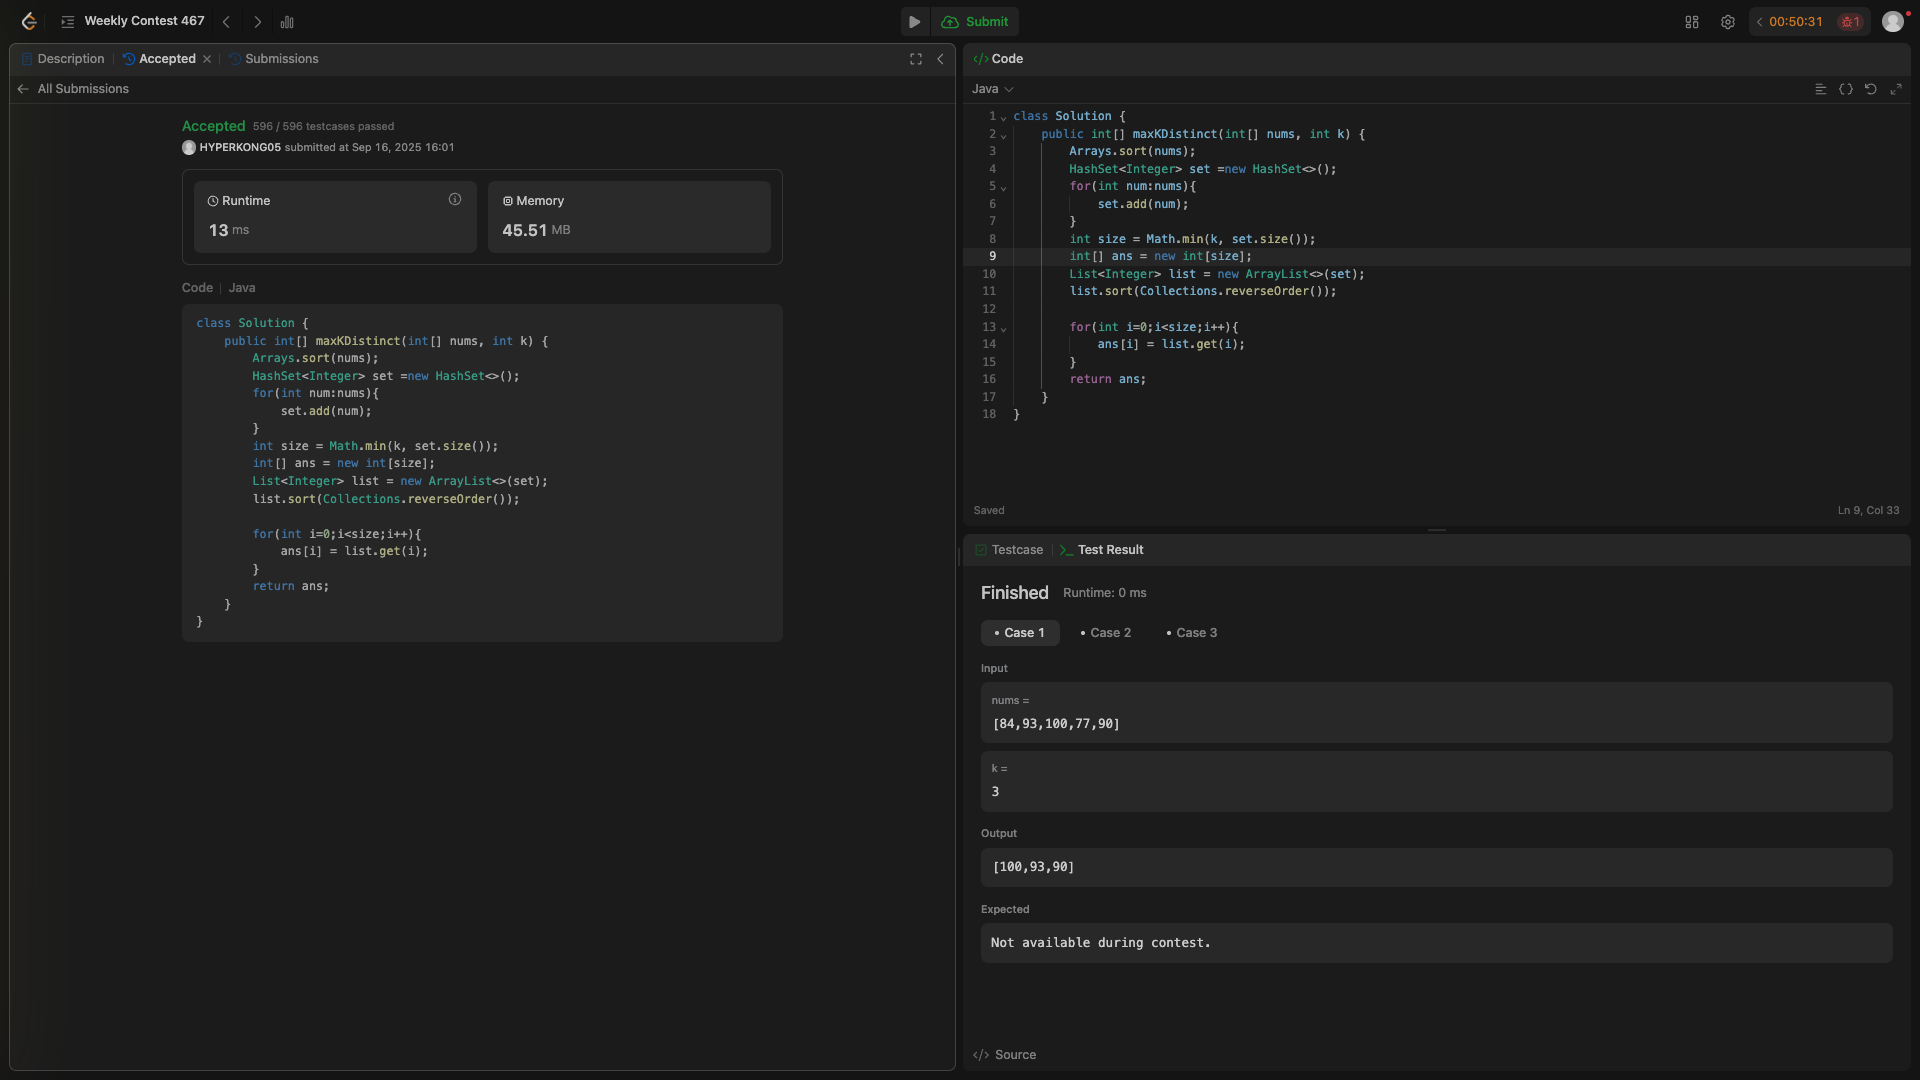 Weekly Contest 467
Submit
00:50:31
1
Description
Accepted
Submissions
All Submissions
Accepted 596 / 596 testcases passed
HYPERKONG05 submitted at Sep 16, 2025 16:01
Runtime
13 ms
Memory
45.51 MB
Code | Java
class Solution {
public int[] maxKDistinct(int[] nums, int k) {
Arrays.sort(nums);
HashSet<Integer> set =new HashSet<>();
for(int num:nums){
set.add(num);
}
int size = Math.min(k, set.size());
int[] ans = new int[size];
List<Integer> list = new ArrayList<>(set);
list.sort(Collections.reverseOrder());
for(int i=0;i<size;i++){
ans[i] = list.get(i);
}
return ans;
}
}
</> Code
Java
1 class Solution {
2 public int[] maxKDistinct(int[] nums, int k) {
3 Arrays.sort(nums);
4 HashSet<Integer> set =new HashSet<>();
5 for(int num:nums){
6 set.add(num);
7 }
8 int size = Math.min(k, set.size());
9 int[] ans = new int[size];
10 List<Integer> list = new ArrayList<>(set);
11 list.sort(Collections.reverseOrder());
12
13 for(int i=0;i<size;i++){
14 ans[i] = list.get(i);
15 }
16 return ans;
17 }
18 }
Saved
Ln 9, Col 33
Testcase
Test Result
Finished Runtime: 0 ms
• Case 1 • Case 2 • Case 3
Input
nums =
[84,93,100,77,90]
k =
3
Output
[100,93,90]
Expected
Not available during contest.
</> Source